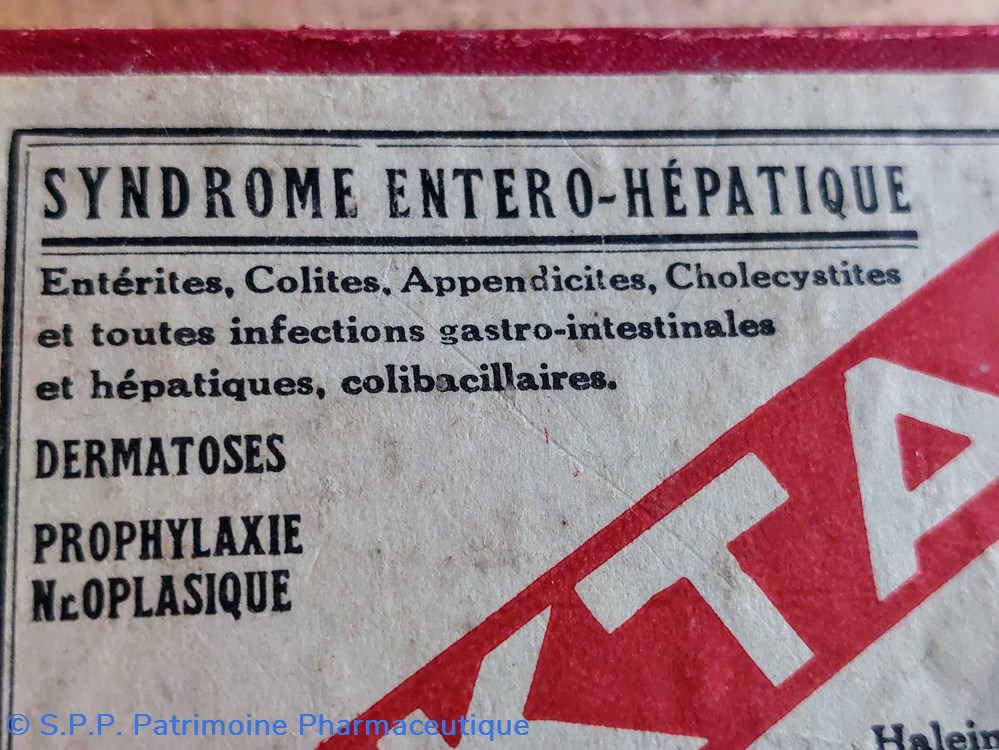 SYNDROME ENTERO-HÉPATIQUE
Entérites, Colites, Appendicites, Cholecystites
et toutes infections gastro-intestinales
et hépatiques, colibacillaires.
DERMATOSES
PROPHYLAXIE
NEOPLASIQUE
KTA
© S.P.P. Patrimoine Pharmaceutique